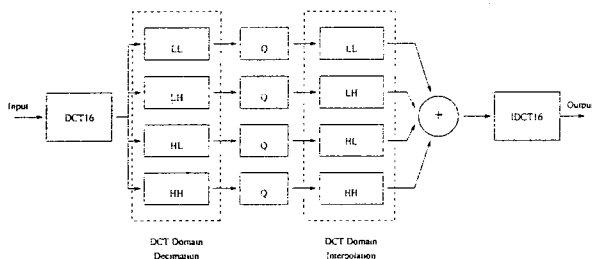 LL Q LL
Input LH Q LH Output
DCT16 + IDCT16
HL Q HL
HH Q HH
DCT Domain DCT Domain
Decimation Interpolation